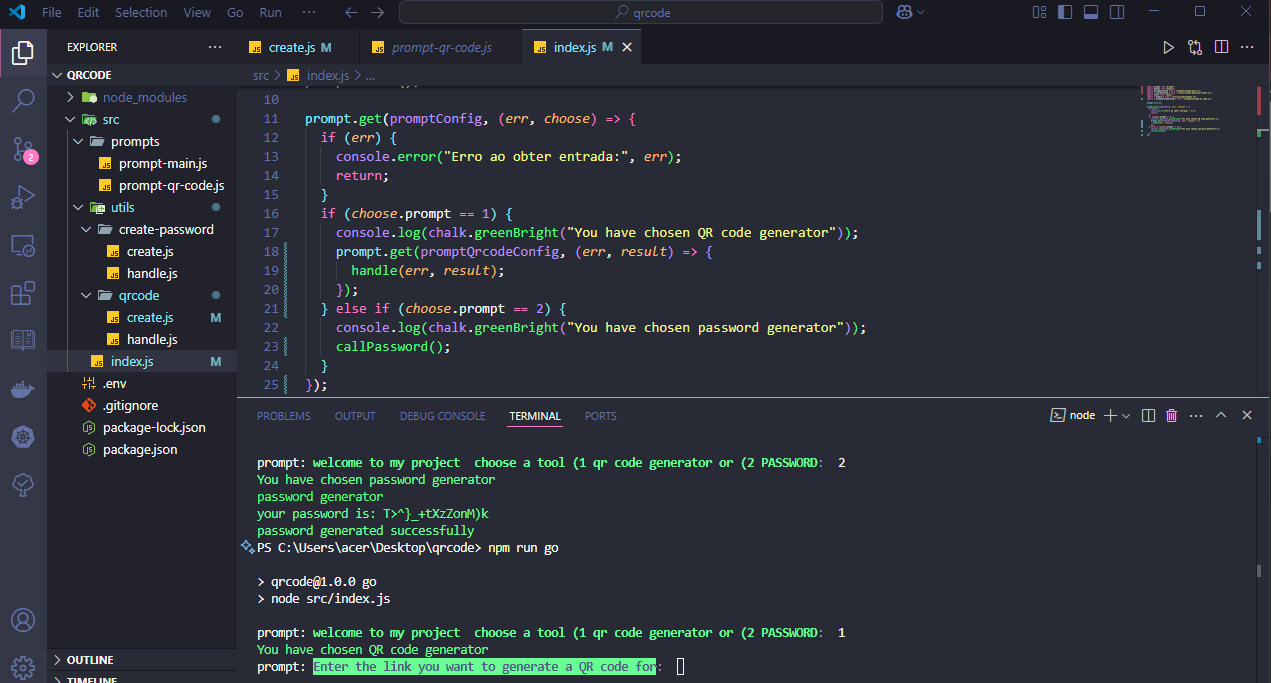 File Edit Selection View Go Run ··· qrcode
EXPLORER ···
QRCODE
node_modules
src
prompts
prompt-main.js
prompt-qr-code.js
utils
create-password
create.js
handle.js
qrcode
create.js M
handle.js
index.js M
.env
.gitignore
package-lock.json
package.json
OUTLINE
TIMELINE
2
create.js M prompt-qr-code.js index.js M
src > index.js > ...
10
11 prompt.get(promptConfig, (err, choose) => {
12 if (err) {
13 console.error("Erro ao obter entrada:", err);
14 return;
15 }
16 if (choose.prompt == 1) {
17 console.log(chalk.greenBright("You have chosen QR code generator"));
18 prompt.get(promptQrcodeConfig, (err, result) => {
19 handle(err, result);
20 });
21 } else if (choose.prompt == 2) {
22 console.log(chalk.greenBright("You have chosen password generator"));
23 callPassword();
24 }
25 });
PROBLEMS OUTPUT DEBUG CONSOLE TERMINAL PORTS node
prompt: welcome to my project  choose a tool (1 qr code generator or (2 PASSWORD:  2
You have chosen password generator
password generator
your password is: T>^}_+tXzZonM)k
password generated successfully
PS C:\Users\acer\Desktop\qrcode> npm run go
> qrcode@1.0.0 go
> node src/index.js
prompt: welcome to my project  choose a tool (1 qr code generator or (2 PASSWORD:  1
You have chosen QR code generator
prompt: Enter the link you want to generate a QR code for: